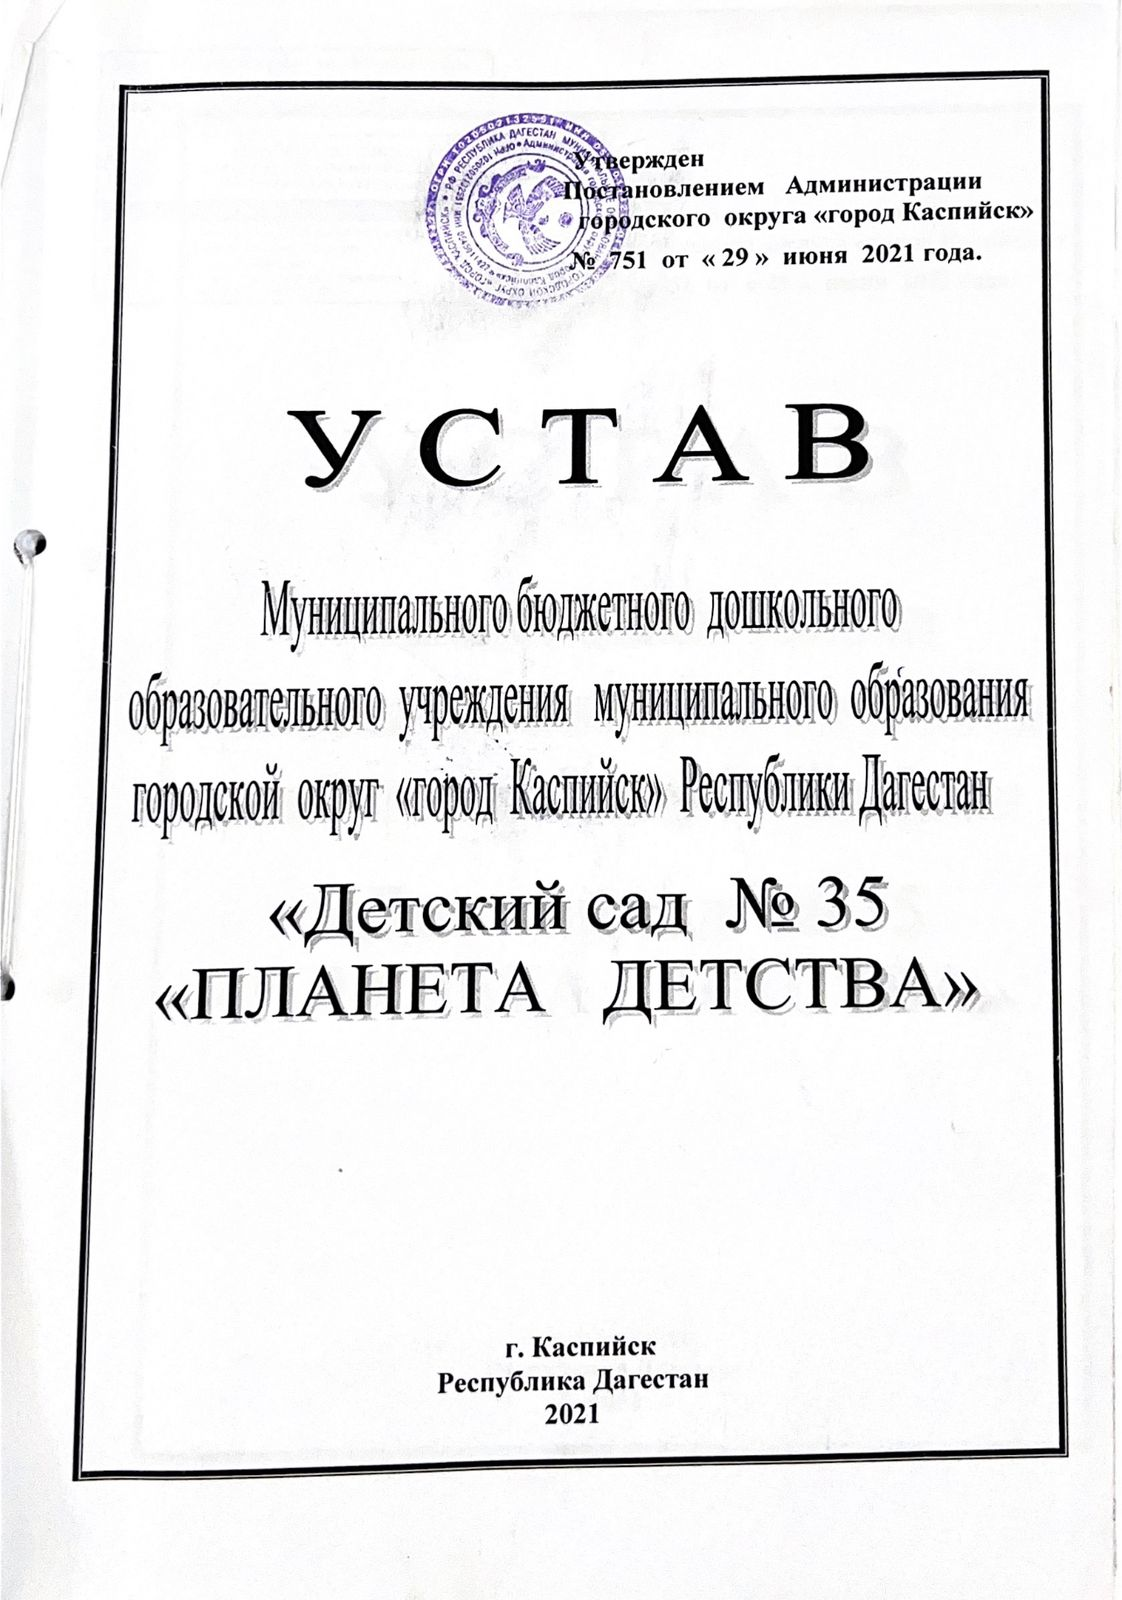 Утвержден
Постановлением Администрации
городского округа «город Каспийск»
№ 751 от « 29 » июня 2021 года.
УСТАВ
Муниципального бюджетного дошкольного
образовательного учреждения муниципального образования
городской округ «город Каспийск» Республики Дагестан
«Детский сад № 35
«ПЛАНЕТА ДЕТСТВА»
г. Каспийск
Республика Дагестан
2021